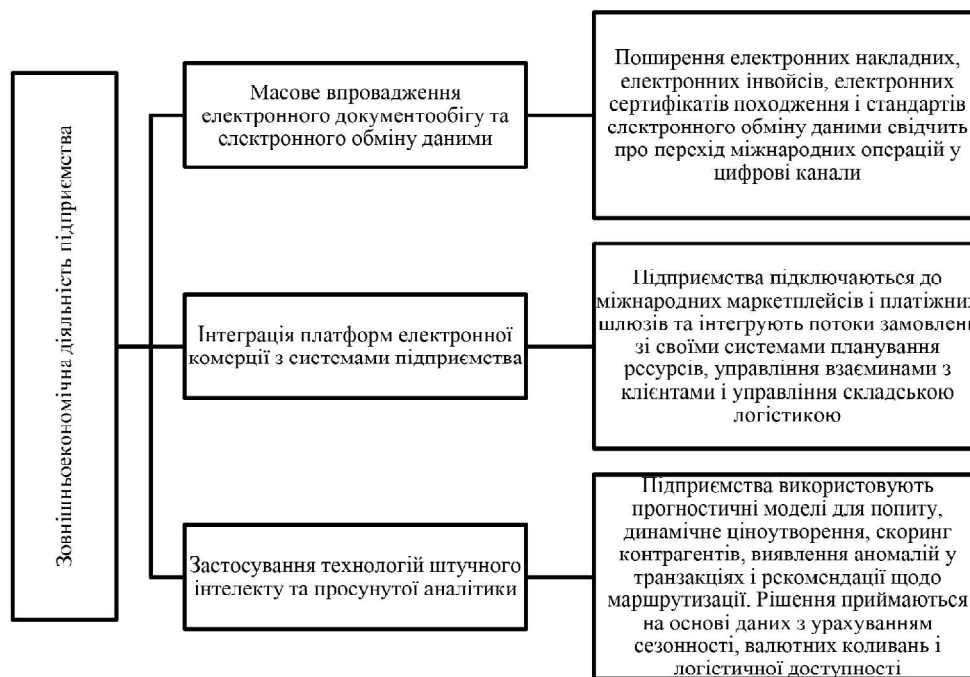 Зовнішньоекономічна діяльність підприємства
Масове впровадження
електронного документообігу та
електронного обміну даними
Поширення електронних накладних,
електронних інвойсів, електронних
сертифікатів походження і стандартів
електронного обміну даними свідчить
про перехід міжнародних операцій у
цифрові канали
Інтеграція платформ електронної
комерції з системами підприємства
Підприємства підключаються до
міжнародних маркетплейсів і платіжних
шлюзів та інтегрують потоки замовлень
зі своїми системами планування
ресурсів, управління взаєминами з
клієнтами і управління складською
логістикою
Застосування технологій штучного
інтелекту та просунутої аналітики
Підприємства використовують
прогностичні моделі для попиту,
динамічне ціноутворення, скоринг
контрагентів, виявлення аномалій у
транзакціях і рекомендації щодо
маршрутизації. Рішення приймаються
на основі даних з урахуванням
сезонності, валютних коливань і
логістичної доступності